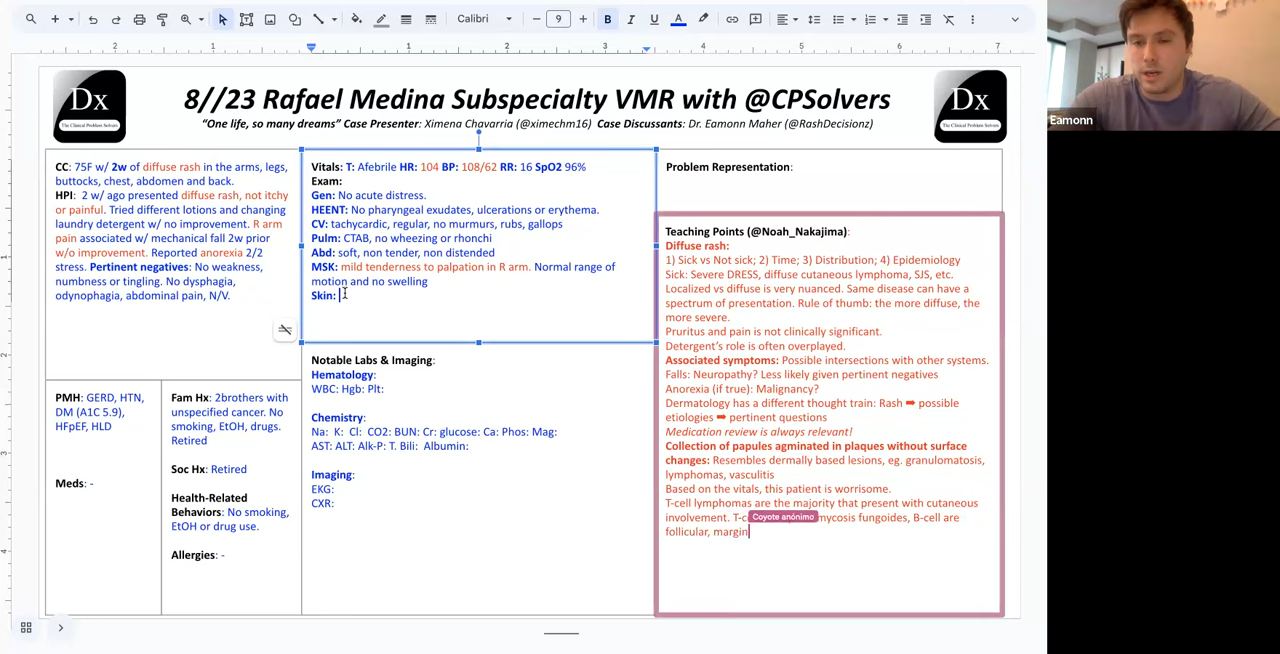 Calibri
9
B
I
U
A
2
1
1
2
3
4
5
6
7
Dx
The Clinical Problem Solvers
8//23 Rafael Medina Subspecialty VMR with @CPSolvers
“One life, so many dreams” Case Presenter: Ximena Chavarria (@ximechm16) Case Discussants: Dr. Eamonn Maher (@RashDecisionz)
Dx
The Clinical Problem Solvers
CC: 75F w/ 2w of diffuse rash in the arms, legs,
buttocks, chest, abdomen and back.
HPI: 2 w/ ago presented diffuse rash, not itchy
or painful. Tried different lotions and changing
laundry detergent w/ no improvement. R arm
pain associated w/ mechanical fall 2w prior
w/o improvement. Reported anorexia 2/2
stress. Pertinent negatives: No weakness,
numbness or tingling. No dysphagia,
odynophagia, abdominal pain, N/V.
PMH: GERD, HTN,
DM (A1C 5.9),
HFpEF, HLD
Meds: -
Fam Hx: 2brothers with
unspecified cancer. No
smoking, EtOH, drugs.
Retired
Soc Hx: Retired
Health-Related
Behaviors: No smoking,
EtOH or drug use.
Allergies: -
Vitals: T: Afebrile HR: 104 BP: 108/62 RR: 16 SpO2 96%
Exam:
Gen: No acute distress.
HEENT: No pharyngeal exudates, ulcerations or erythema.
CV: tachycardic, regular, no murmurs, rubs, gallops
Pulm: CTAB, no wheezing or rhonchi
Abd: soft, non tender, non distended
MSK: mild tenderness to palpation in R arm. Normal range of
motion and no swelling
Skin:
Notable Labs & Imaging:
Hematology:
WBC: Hgb: Plt:
Chemistry:
Na: K: Cl: CO2: BUN: Cr: glucose: Ca: Phos: Mag:
AST: ALT: Alk-P: T. Bili: Albumin:
Imaging:
EKG:
CXR:
Problem Representation:
Teaching Points (@Noah_Nakajima):
Diffuse rash:
1) Sick vs Not sick; 2) Time; 3) Distribution; 4) Epidemiology
Sick: Severe DRESS, diffuse cutaneous lymphoma, SJS, etc.
Localized vs diffuse is very nuanced. Same disease can have a
spectrum of presentation. Rule of thumb: the more diffuse, the
more severe.
Pruritus and pain is not clinically significant.
Detergent’s role is often overplayed.
Associated symptoms: Possible intersections with other systems.
Falls: Neuropathy? Less likely given pertinent negatives
Anorexia (if true): Malignancy?
Dermatology has a different thought train: Rash ➡ possible
etiologies ➡ pertinent questions
Medication review is always relevant!
Collection of papules agminated in plaques without surface
changes: Resembles dermally based lesions, eg. granulomatosis,
lymphomas, vasculitis
Based on the vitals, this patient is worrisome.
T-cell lymphomas are the majority that present with cutaneous
involvement. T-c mycosis fungoides, B-cell are
Coyote anónimo
follicular, margin
Eamonn